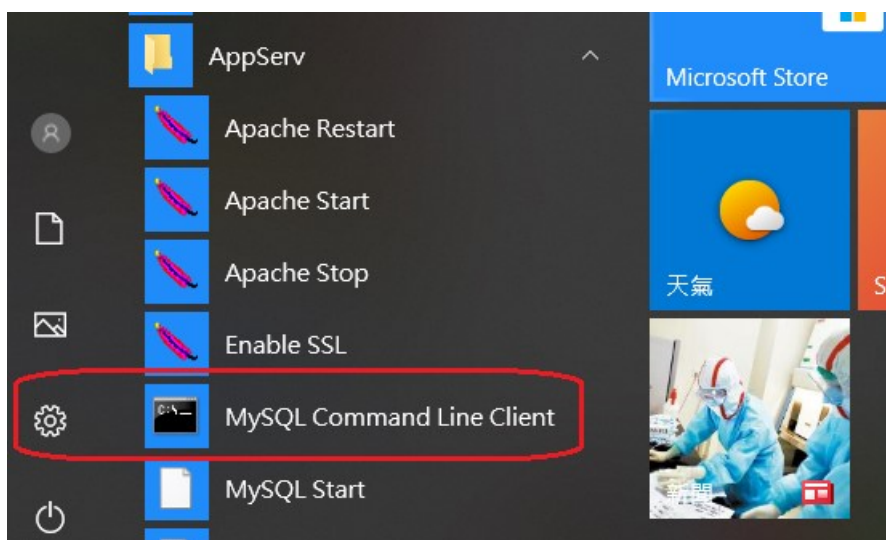 AppServ
Apache Restart
Apache Start
Apache Stop
Enable SSL
MySQL Command Line Client
MySQL Start
Microsoft Store
天氣
S
新聞